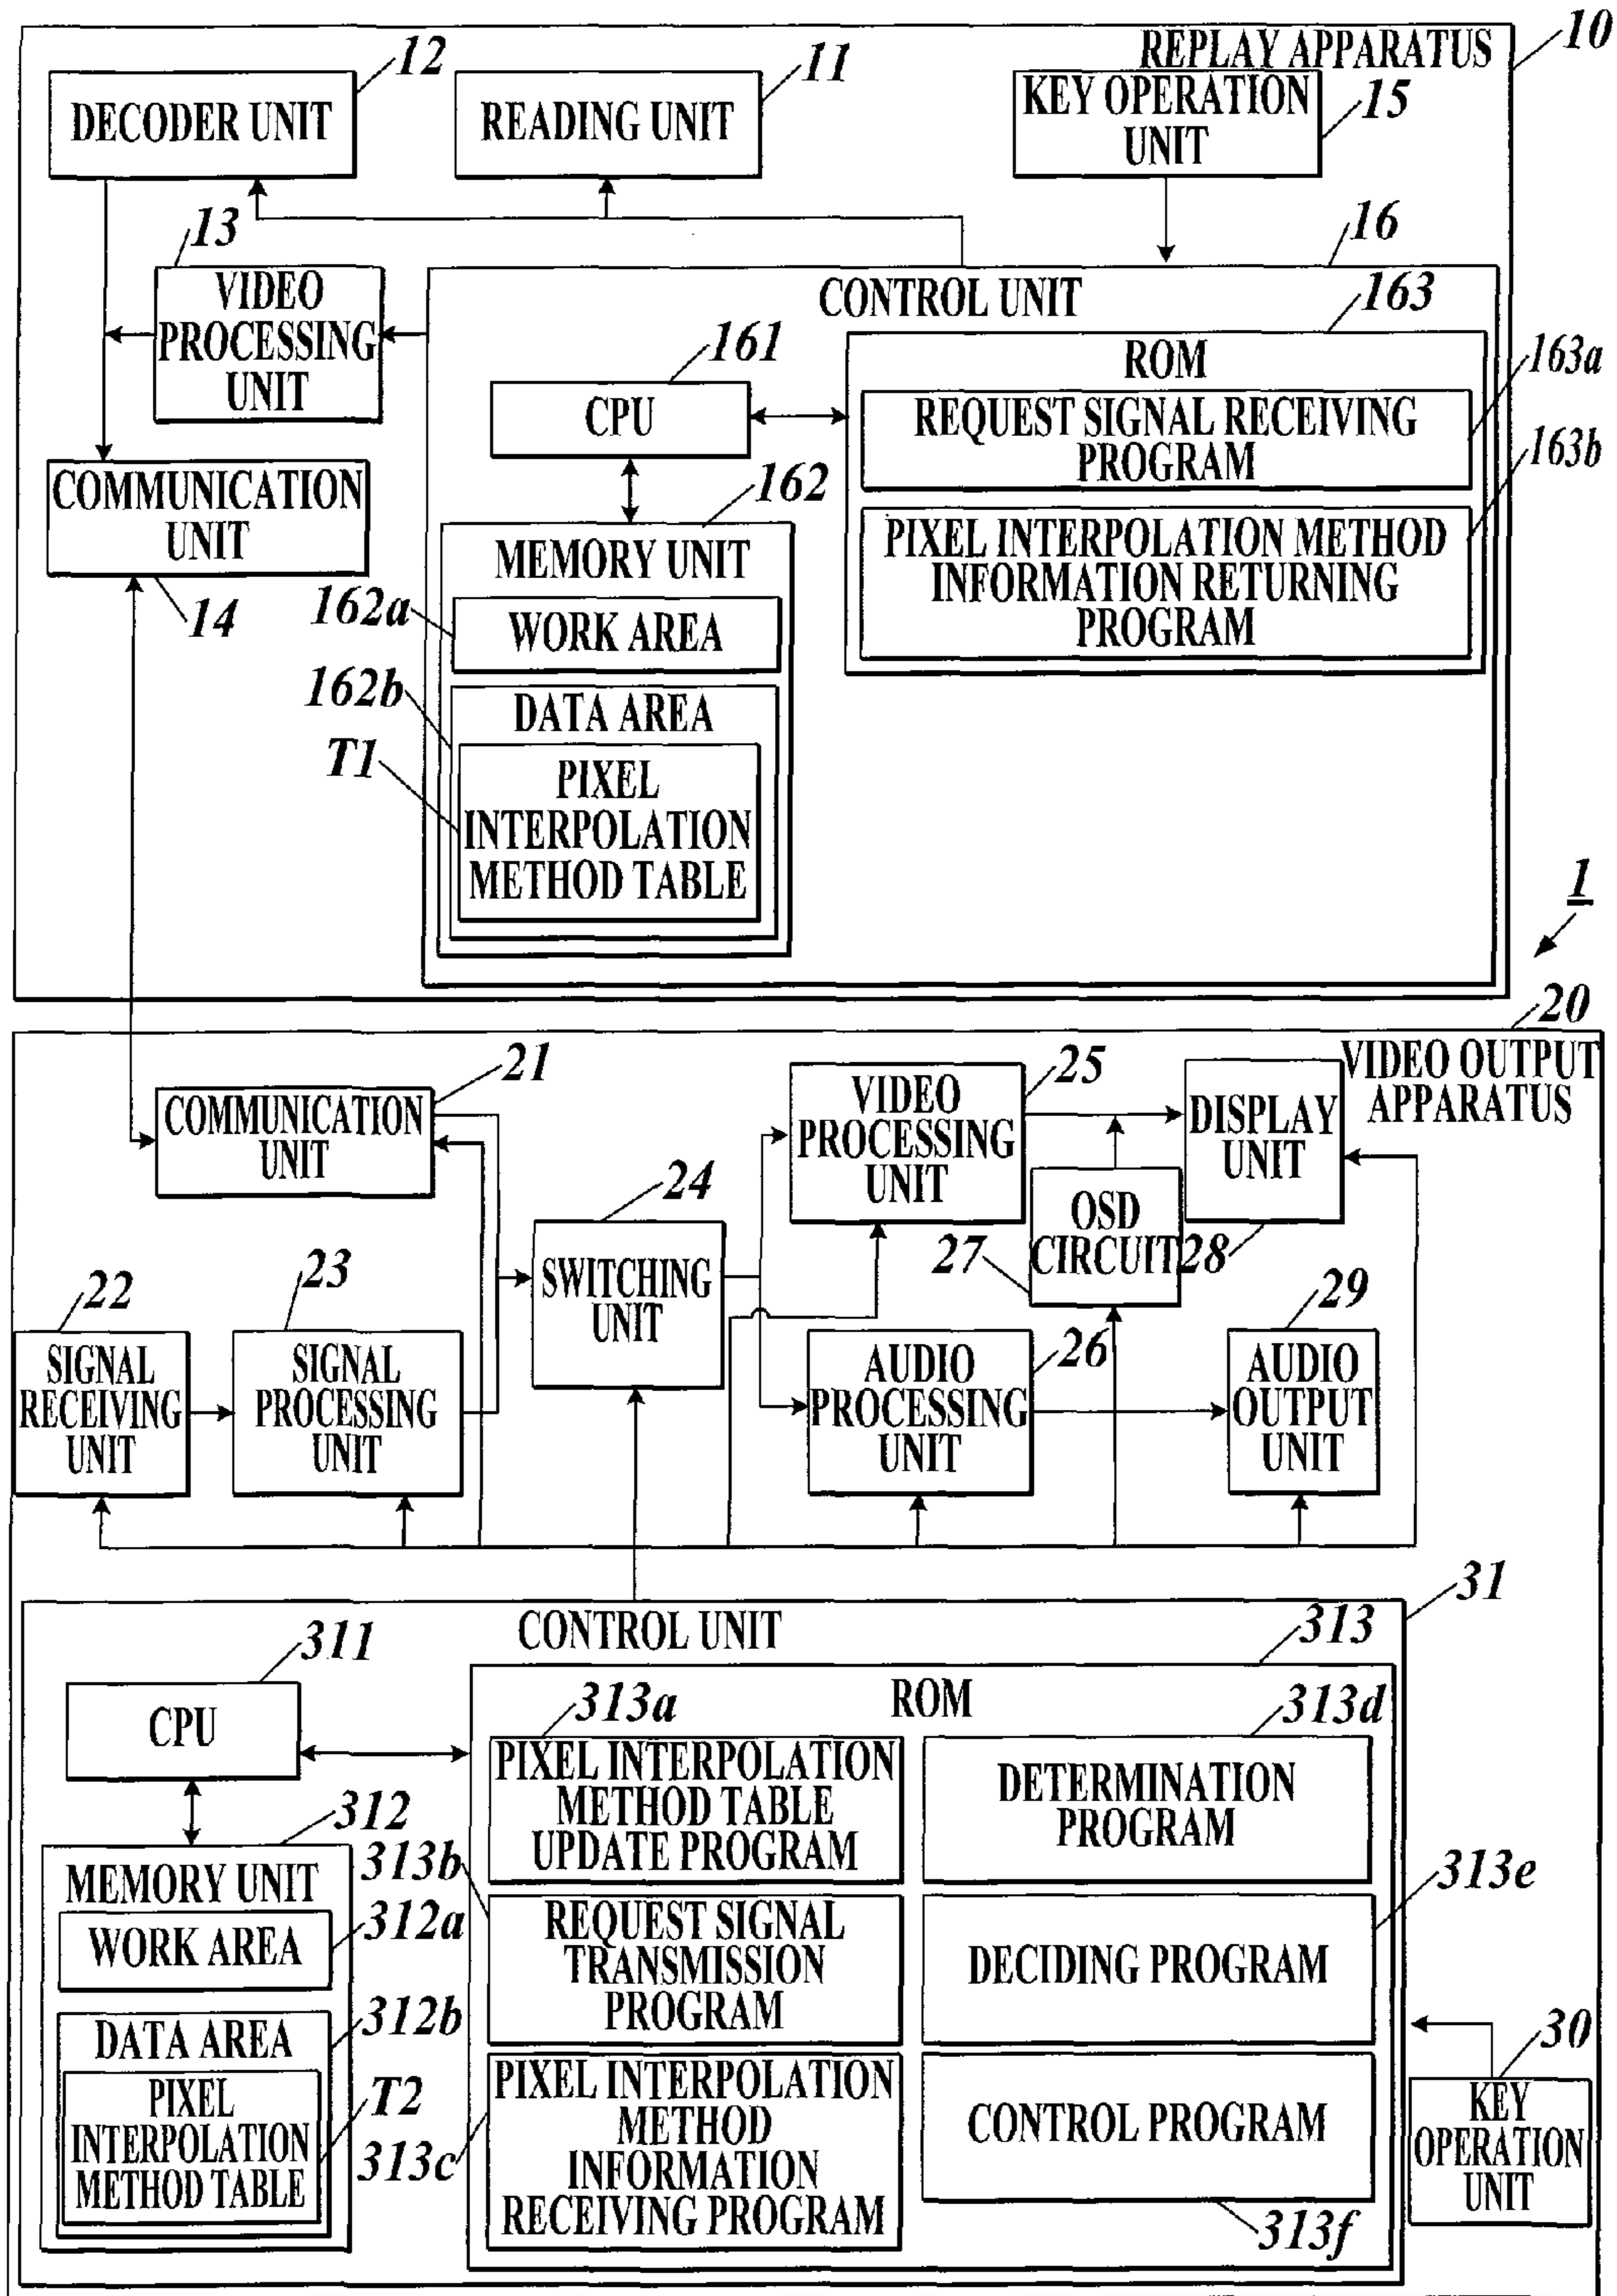 10
REPLAY APPARATUS
12
DECODER UNIT
11
READING UNIT
KEY OPERATION
UNIT
15
13
VIDEO
PROCESSING
UNIT
16
CONTROL UNIT
163
161
CPU
ROM
163a
REQUEST SIGNAL RECEIVING
PROGRAM
163b
PIXEL INTERPOLATION METHOD
INFORMATION RETURNING
PROGRAM
COMMUNICATION
UNIT
14
162
MEMORY UNIT
162a
WORK AREA
162b
DATA AREA
T1
PIXEL
INTERPOLATION
METHOD TABLE
1
20
VIDEO OUTPUT
APPARATUS
21
COMMUNICATION
UNIT
25
VIDEO
PROCESSING
UNIT
DISPLAY
UNIT
28
24
SWITCHING
UNIT
27
OSD
CIRCUIT
22
SIGNAL
RECEIVING
UNIT
23
SIGNAL
PROCESSING
UNIT
26
AUDIO
PROCESSING
UNIT
29
AUDIO
OUTPUT
UNIT
31
CONTROL UNIT
311
CPU
313
ROM
313a
PIXEL INTERPOLATION
METHOD TABLE
UPDATE PROGRAM
313d
DETERMINATION
PROGRAM
312
MEMORY UNIT
312a
WORK AREA
313b
REQUEST SIGNAL
TRANSMISSION
PROGRAM
313e
DECIDING PROGRAM
312b
DATA AREA
T2
PIXEL
INTERPOLATION
METHOD TABLE
313c
PIXEL INTERPOLATION
METHOD
INFORMATION
RECEIVING PROGRAM
CONTROL PROGRAM
313f
30
KEY
OPERATION
UNIT